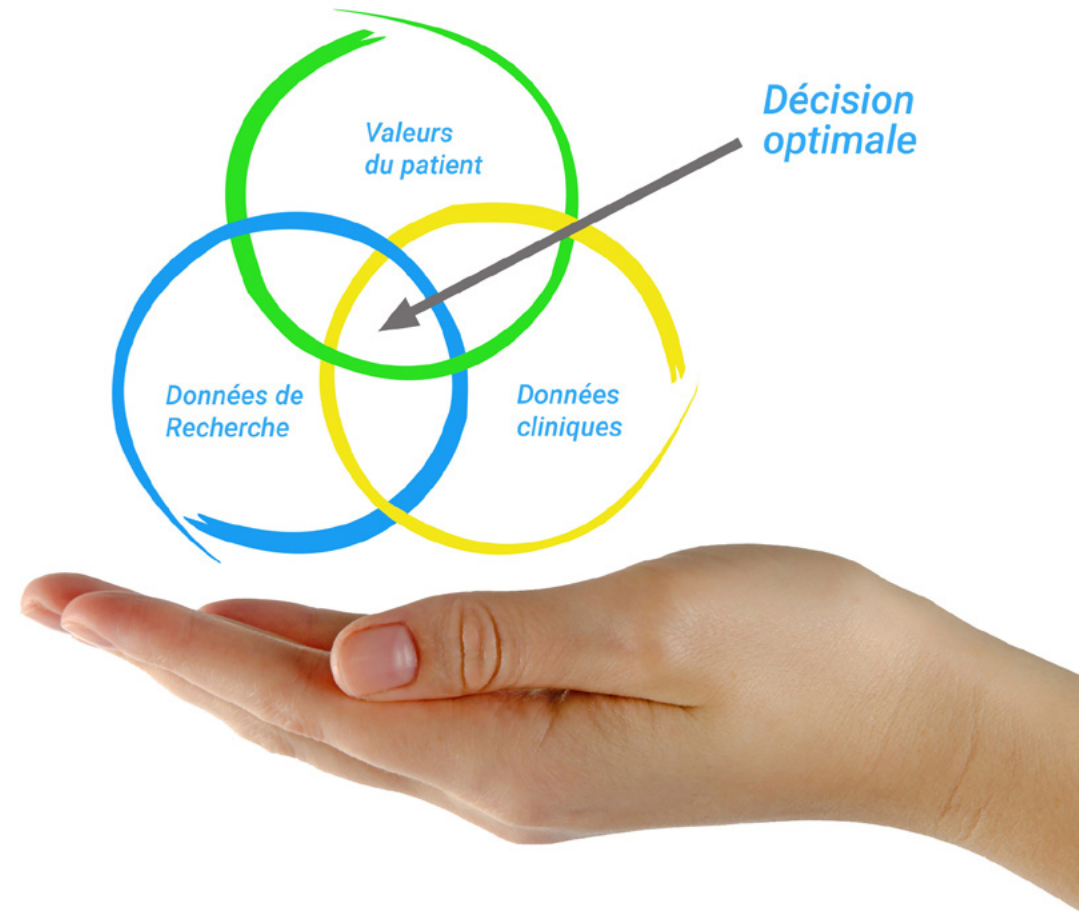 Valeurs
du patient
Décision
optimale
Données de
Recherche
Données
cliniques